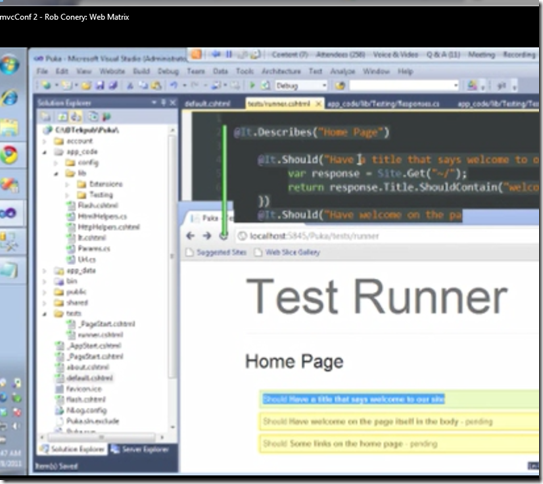 mvcConf 2 - Rob Conery: Web Matrix
Puka - Microsoft Visual Studio (Administrato
Content (7) Attendees (256) Voice & Video Q & A (11) Meeting Recording
File Edit View Website Build Debug Team Data Tools Architecture Test Analyze Window Help
Debug
Solution Explorer
default.cshtml tests/runner.cshtml app_code/lib/Testing/Responses.cs app_code/lib/Testing/Tes
C:\@Tekpub\Puka\
account
app_code
config
lib
Extensions
Testing
Flash.cshtml
HtmlHelpers.cs
HttpHelpers.cs
It.cshtml
Params.cs
Url.cs
app_data
bin
public
shared
tests
_PageStart.cshtml
runner.cshtml
_AppStart.cshtml
_PageStart.cshtml
about.cshtml
default.cshtml
favicon.ico
flash.cshtml
NLog.config
Solution Explorer Server Explorer
Item(s) Saved
@It.Describes("Home Page")
@It.Should("Have a title that says welcome to o
var response = Site.Get("~/");
return response.Title.ShouldContain("welco
})
@It.Should("Have welcome on the pa
Puka - Te
localhost:5845/Puka/tests/runner
Suggested Sites Web Slice Gallery
Test Runner
Home Page
Should Have a title that says welcome to our site
Should Have welcome on the page itself in the body - pending
Should Some links on the home page - pending